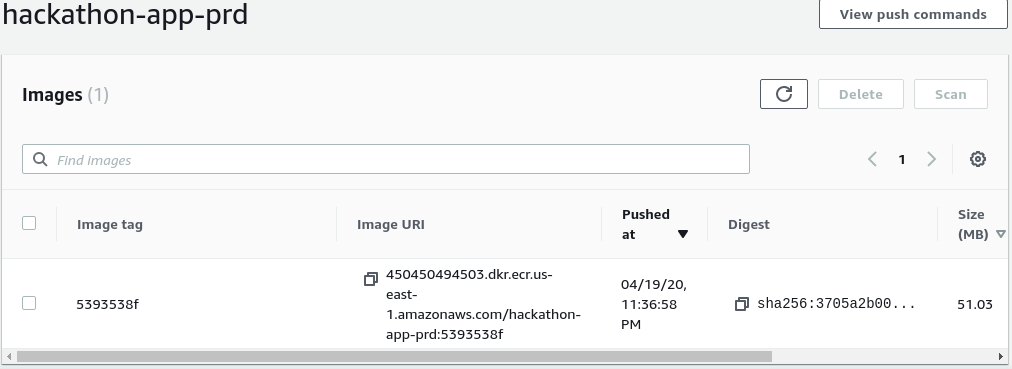 hackathon-app-prd
View push commands
Images (1)
Delete
Scan
Find Images
1
Image tag
Image URI
Pushed
at
Digest
Size
(MB)
5393538f
450450494503.dkr.ecr.us-
east-
1.amazonaws.com/hackathon-
app-prd:5393538f
04/19/20,
11:36:58
PM
sha256:3705a2b00...
51.03